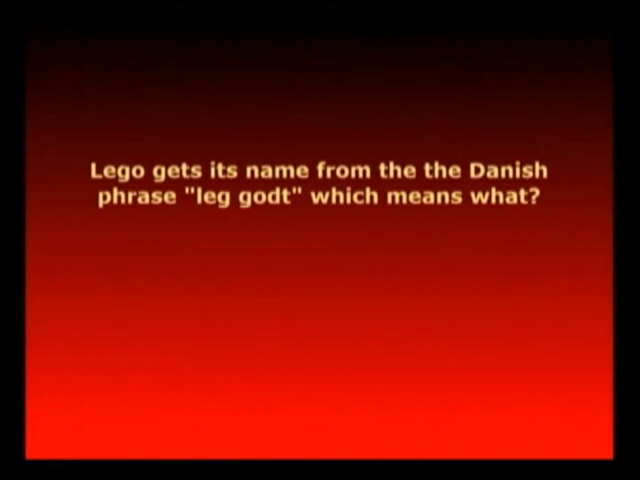 Lego gets its name from the the Danish
phrase "leg godt" which means what?